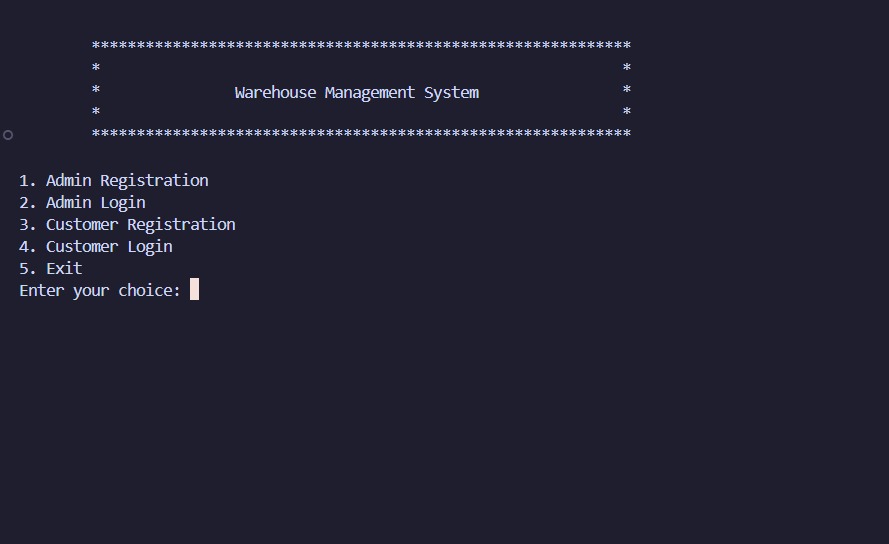 ************************************************************
*                                                          *
*               Warehouse Management System                *
*                                                          *
************************************************************
1. Admin Registration
2. Admin Login
3. Customer Registration
4. Customer Login
5. Exit
Enter your choice: